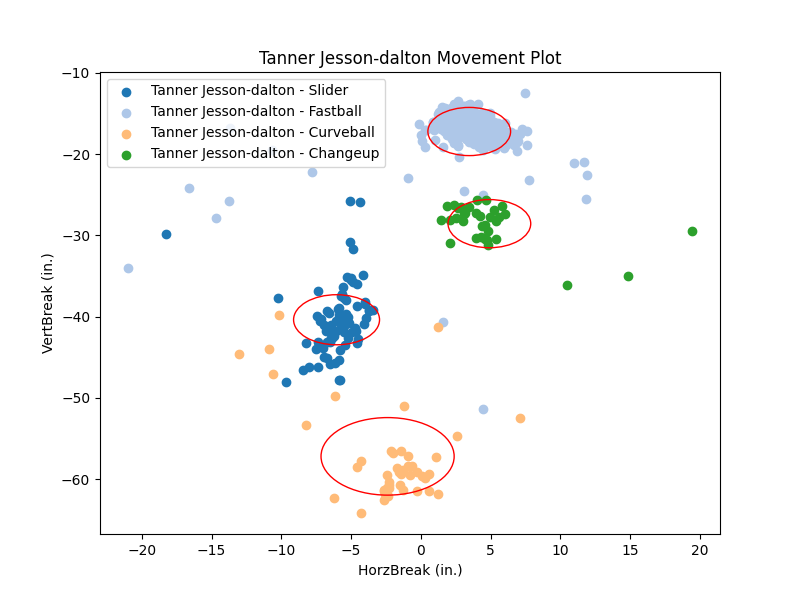 Tanner Jesson-dalton Movement Plot
Tanner Jesson-dalton - Slider
Tanner Jesson-dalton - Fastball
Tanner Jesson-dalton - Curveball
Tanner Jesson-dalton - Changeup
VertBreak (in.)
−10
−20
−30
−40
−50
−60
−20
−15
−10
−5
0
5
10
15
20
HorzBreak (in.)